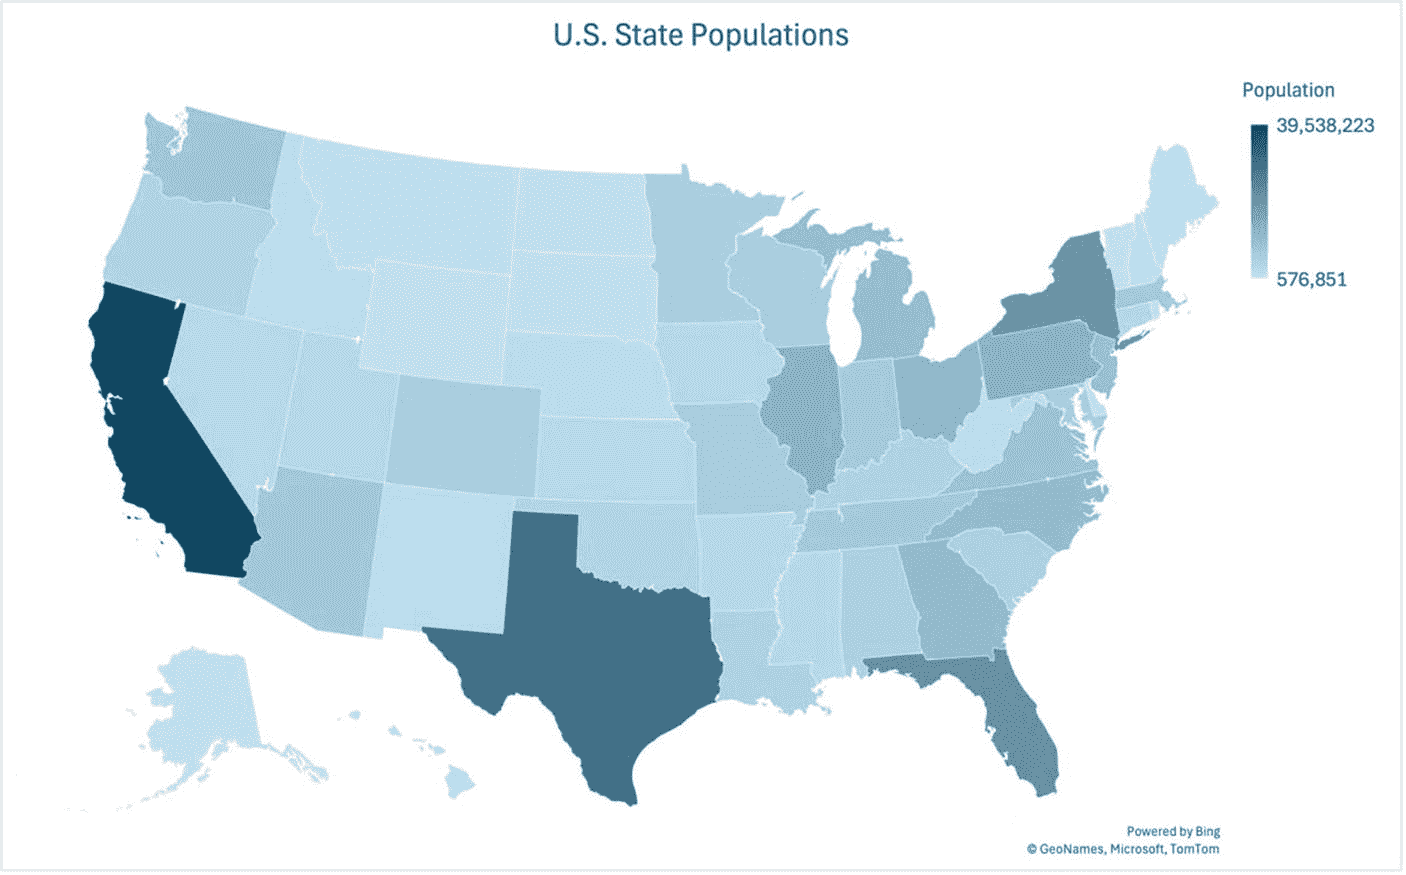 U.S. State Populations
Population
39,538,223
576,851
Powered by Bing
© GeoNames, Microsoft, TomTom